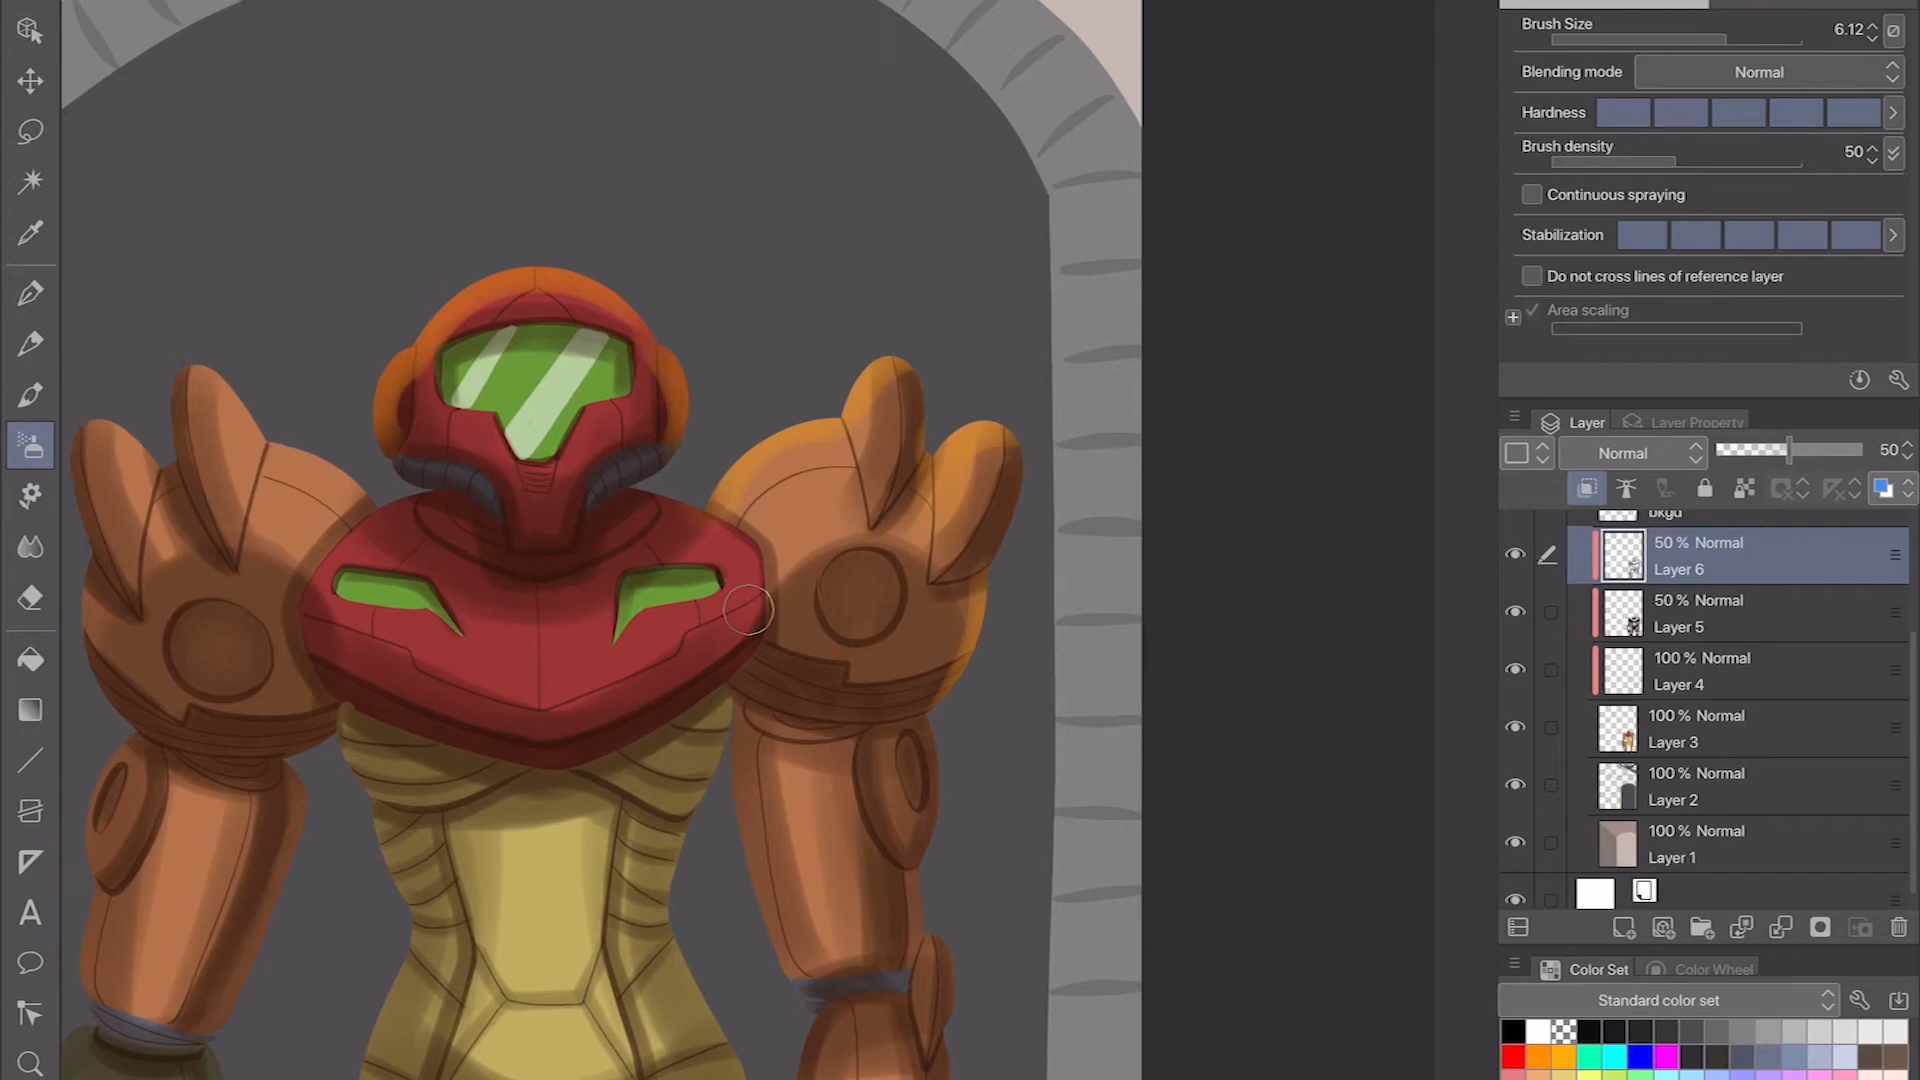 Brush Size 6.12
Blending mode Normal
Hardness
Brush density 50
Continuous spraying
Stabilization
Do not cross lines of reference layer
Area scaling
Layer Layer Property
Normal 50
bkgd
50 % Normal
Layer 6
50 % Normal
Layer 5
100 % Normal
Layer 4
100 % Normal
Layer 3
100 % Normal
Layer 2
100 % Normal
Layer 1
Color Set Color Wheel
Standard color set